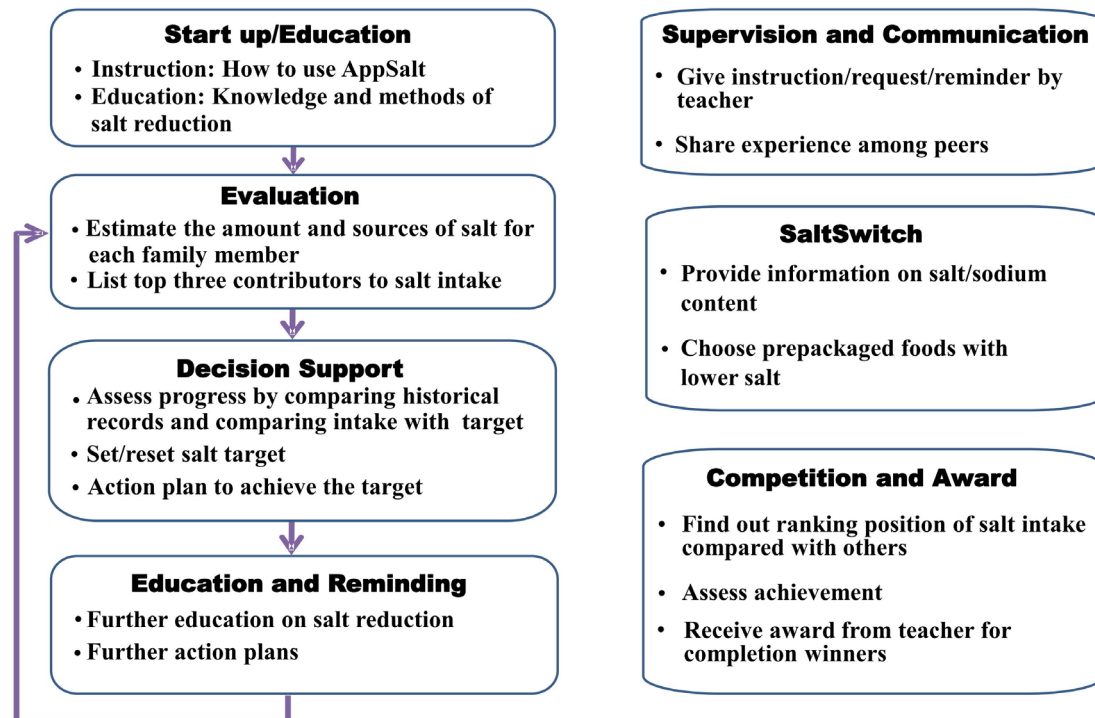 Start up/Education
• Instruction: How to use AppSalt
• Education: Knowledge and methods of
salt reduction
Evaluation
• Estimate the amount and sources of salt for
each family member
• List top three contributors to salt intake
Decision Support
• Assess progress by comparing historical
records and comparing intake with target
• Set/reset salt target
• Action plan to achieve the target
Education and Reminding
• Further education on salt reduction
• Further action plans
Supervision and Communication
• Give instruction/request/reminder by
teacher
• Share experience among peers
SaltSwitch
• Provide information on salt/sodium
content
• Choose prepackaged foods with
lower salt
Competition and Award
• Find out ranking position of salt intake
compared with others
• Assess achievement
• Receive award from teacher for
completion winners